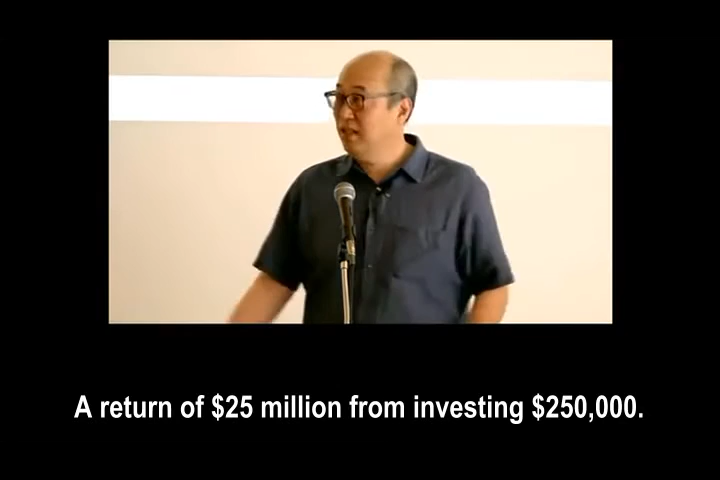 A return of $25 million from investing $250,000.